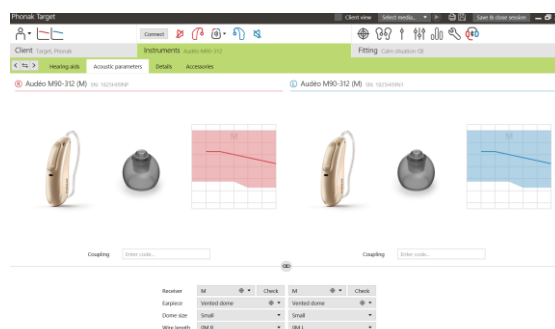 Phonak Target
Client view Select media... Save & close session
Connect
Client Target, Phonak Instruments Audéo M90-312 Fitting Calm situation
Hearing aids Acoustic parameters Details Accessories
R Audéo M90-312 (M) L Audéo M90-312 (M)
M M
Coupling Enter code... Coupling Enter code...
Receiver M Check M Check
Earpiece Vented dome Vented dome
Dome size Small Small
Wire length 0M R 0M L